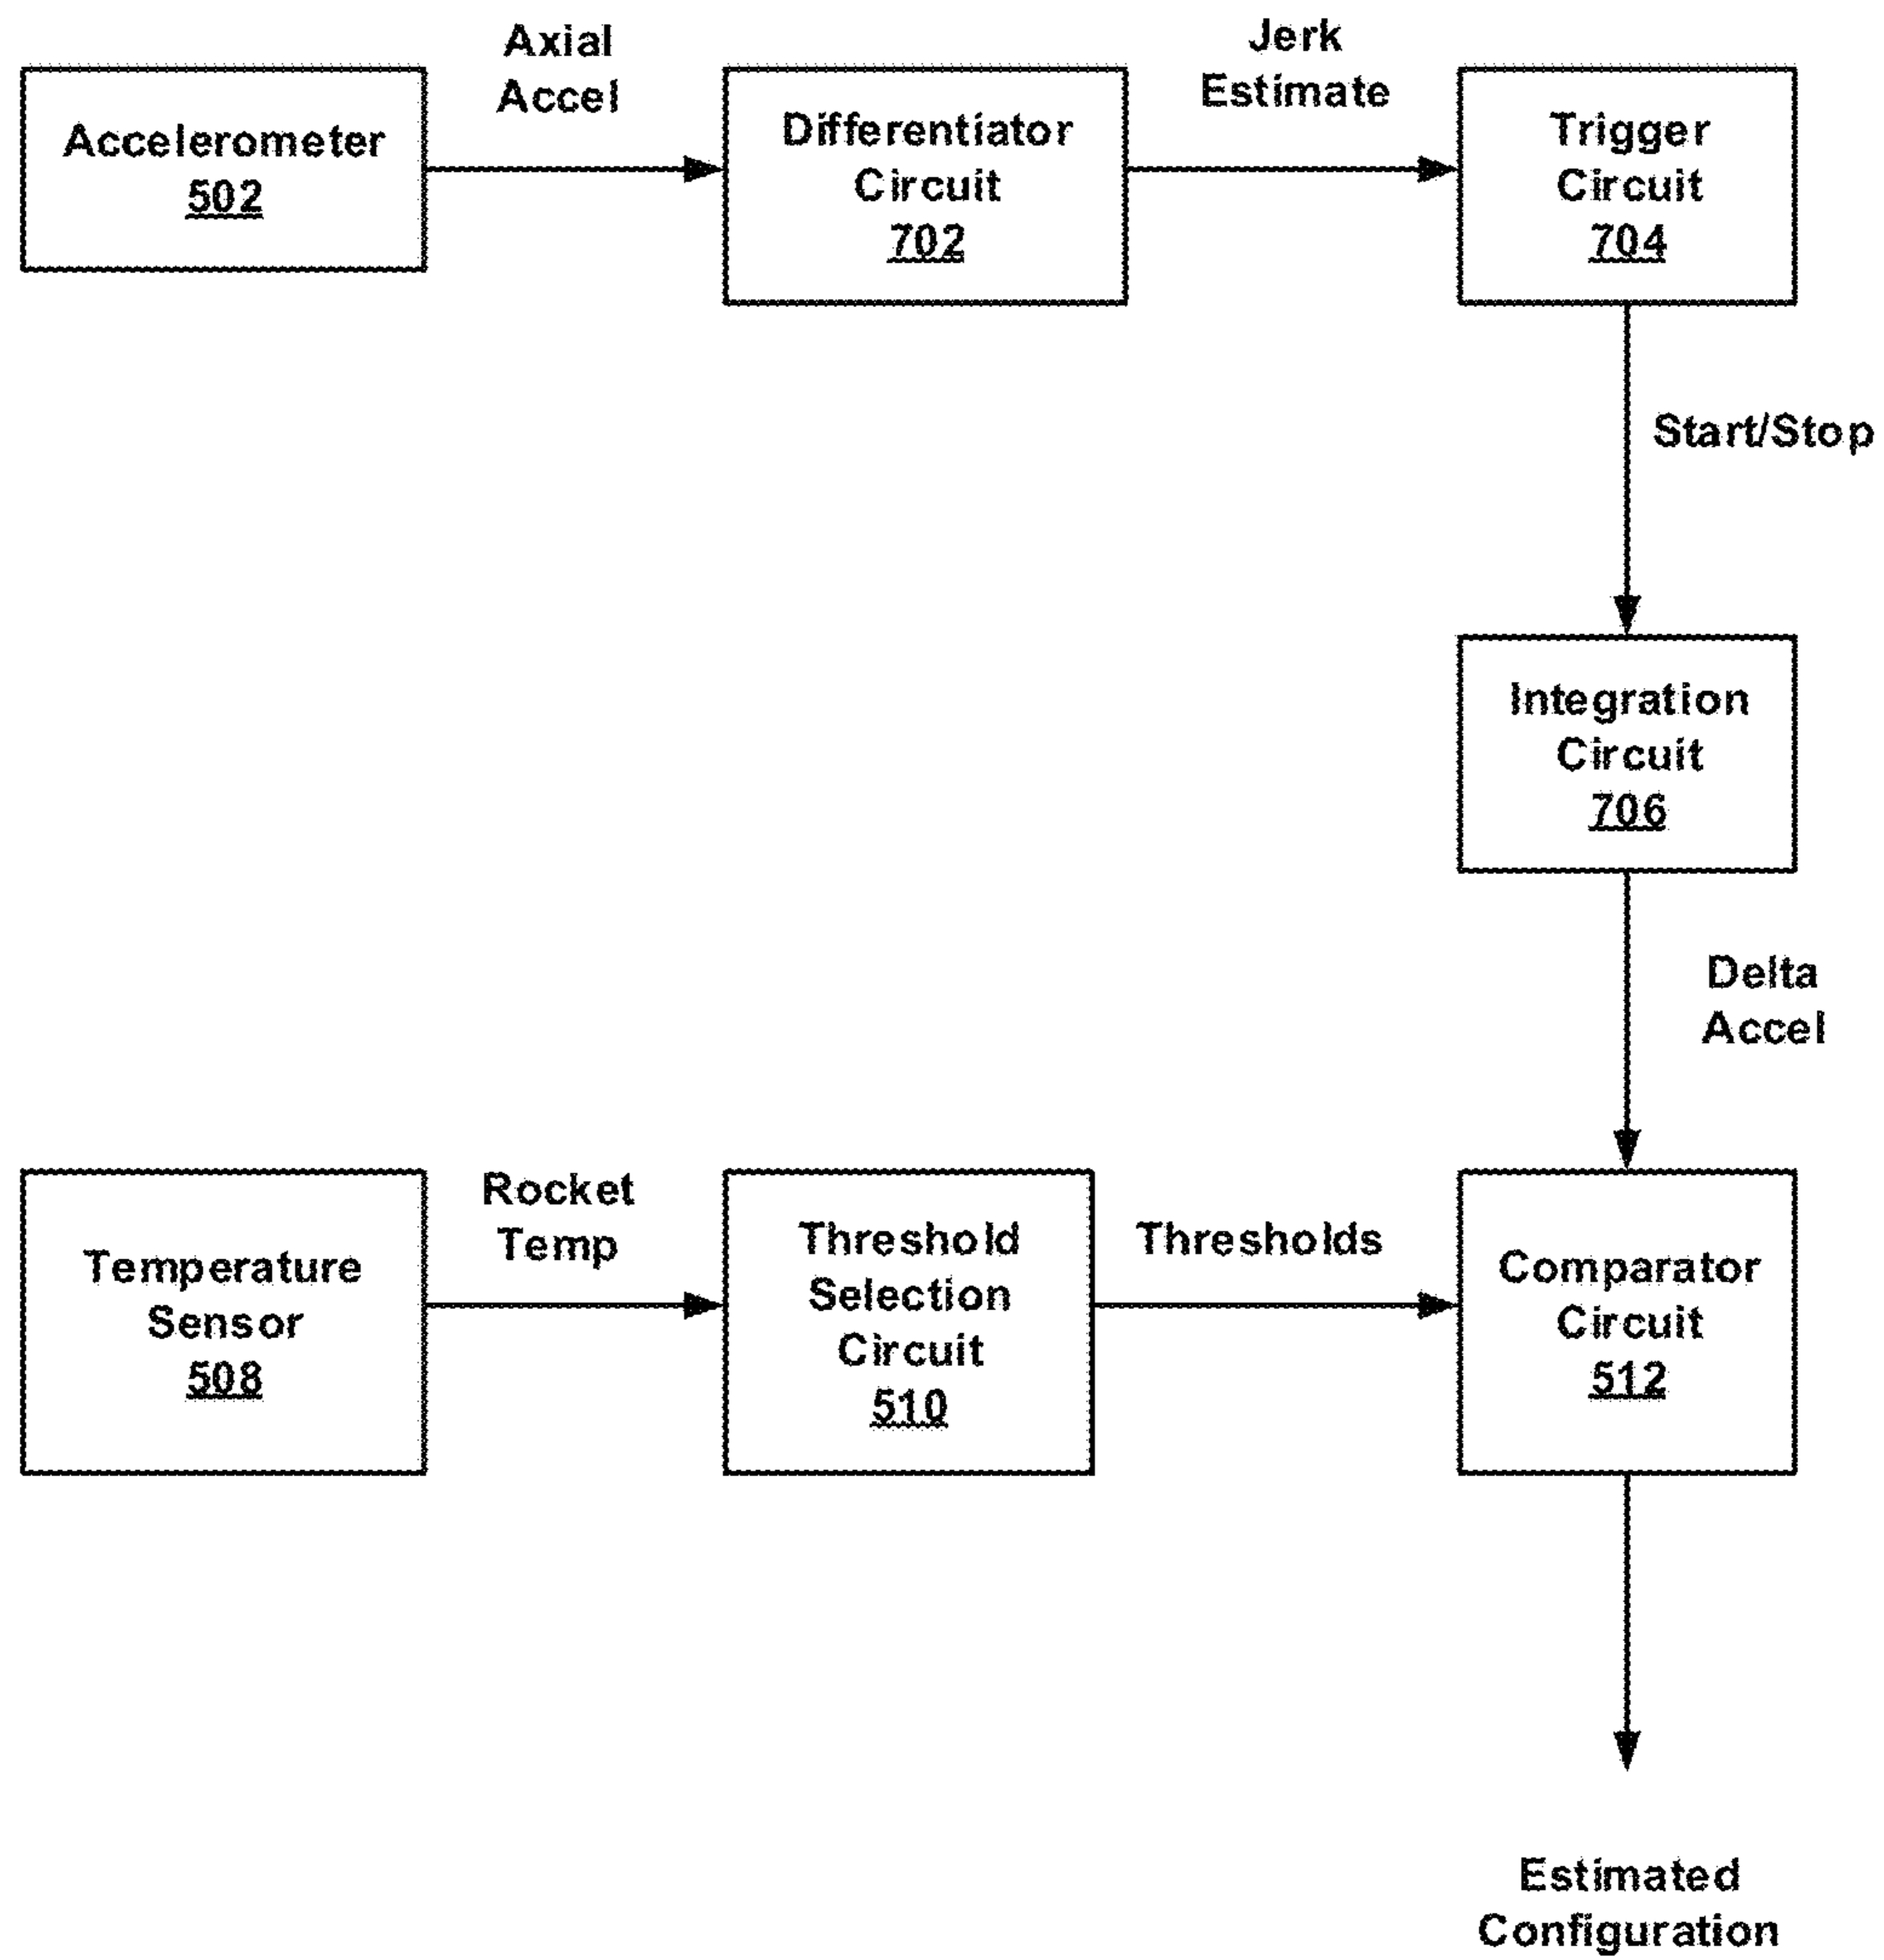 Axial
Accel
Jerk
Estimate
Accelerometer
502
Differentiator
Circuit
702
Trigger
Circuit
704
Start/Stop
Integration
Circuit
706
Delta
Accel
Rocket
Temp
Thresholds
Temperature
Sensor
508
Threshold
Selection
Circuit
510
Comparator
Circuit
512
Estimated
Configuration